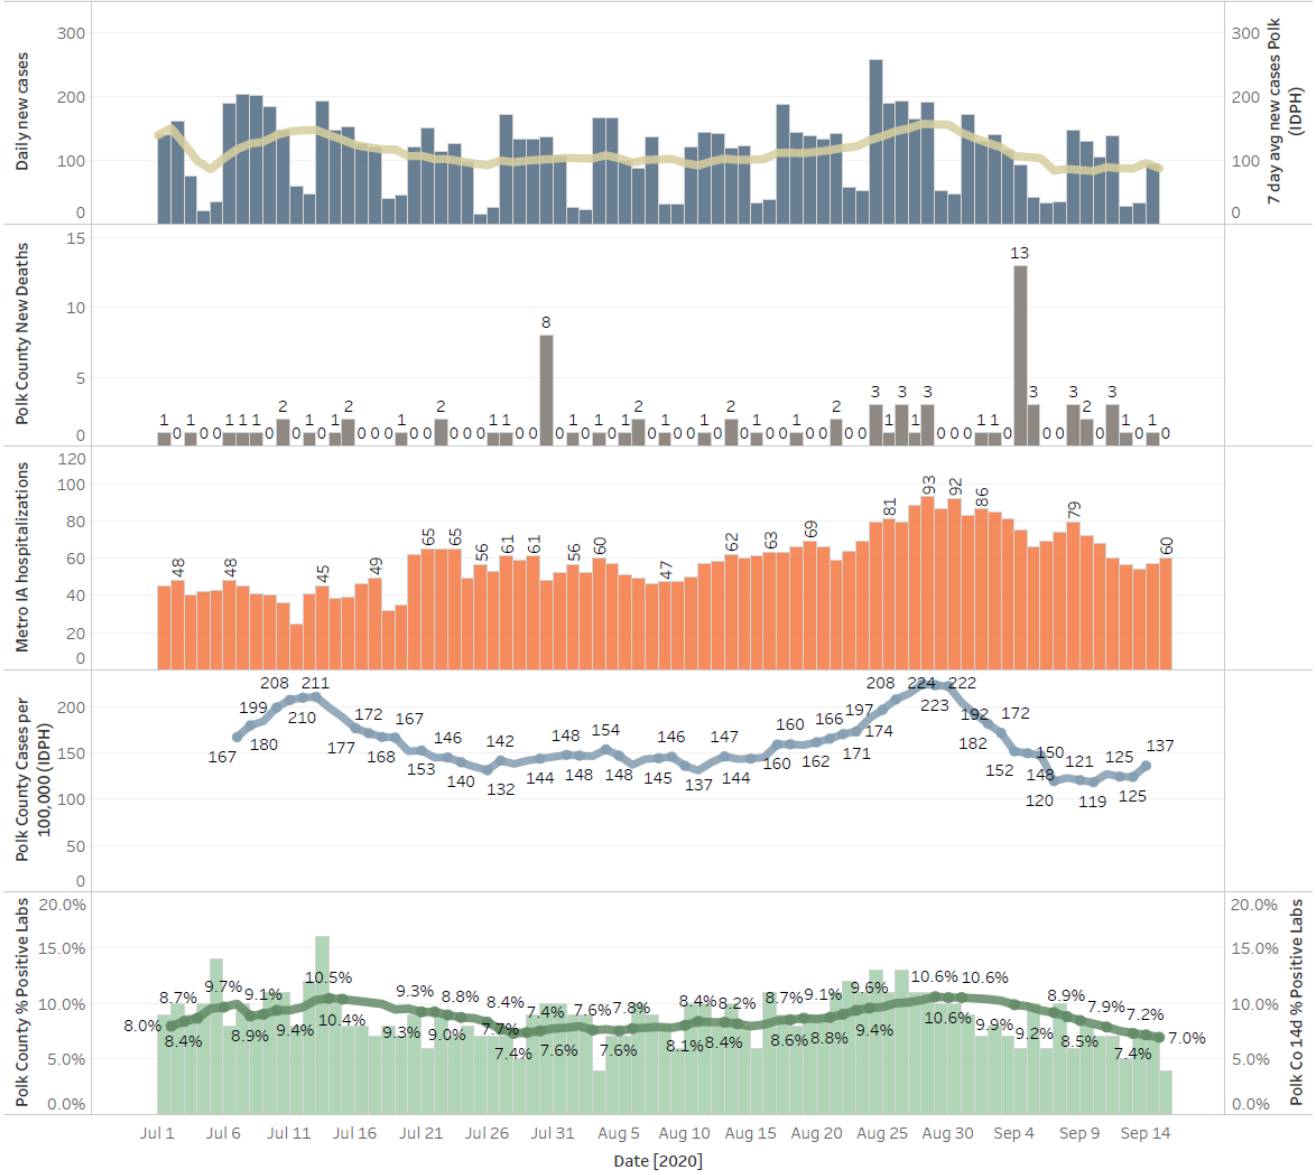 Daily new cases
300
200
100
0
300
200
100
0
7 day avg new cases Polk
(IDPH)
Polk County New Deaths
15
10
5
0
1 0 1 0 0 1 1 1 0 2 0 1 0 1 2 0 0 0 1 0 0 2 0 0 0 1 1 0 0 8 0 1 0 1 0 1 2 0 1 0 0 1 0 2 0 1 0 0 1 0 0 2 0 0 3 1 3 1 3 0 0 0 1 1 0 13 3 0 0 3 2 0 3 1 0 1 0
Metro IA hospitalizations
120
100
80
60
40
20
0
48 48 45 49 65 65 56 61 61 56 60 47 62 63 69 81 93 92 86 79 60
Polk County Cases per
100,000 (IDPH)
200
150
100
50
0
167 199 180 208 210 211 177 172 168 167 153 146 140 132 142 144 148 148 154 148 145 146 137 147 144 160 160 162 166 171 197 174 208 224 223 222 192 182 172 152 148 150 120 121 119 125 125 137
Polk County % Positive Labs
20.0%
15.0%
10.0%
5.0%
0.0%
8.0% 8.7% 8.4% 9.7% 8.9% 9.1% 9.4% 10.5% 10.4% 9.3% 9.3% 9.0% 8.8% 7.7% 8.4% 7.4% 7.4% 7.6% 7.6% 7.6% 7.8% 8.1% 8.4% 8.4% 8.2% 8.7% 8.6% 9.1% 8.8% 9.6% 9.4% 10.6% 10.6% 10.6% 9.9% 9.2% 8.9% 8.5% 7.9% 7.4% 7.2% 7.0%
20.0%
15.0%
10.0%
5.0%
0.0%
Polk Co 14d % Positive Labs
Jul 1 Jul 6 Jul 11 Jul 16 Jul 21 Jul 26 Jul 31 Aug 5 Aug 10 Aug 15 Aug 20 Aug 25 Aug 30 Sep 4 Sep 9 Sep 14
Date [2020]